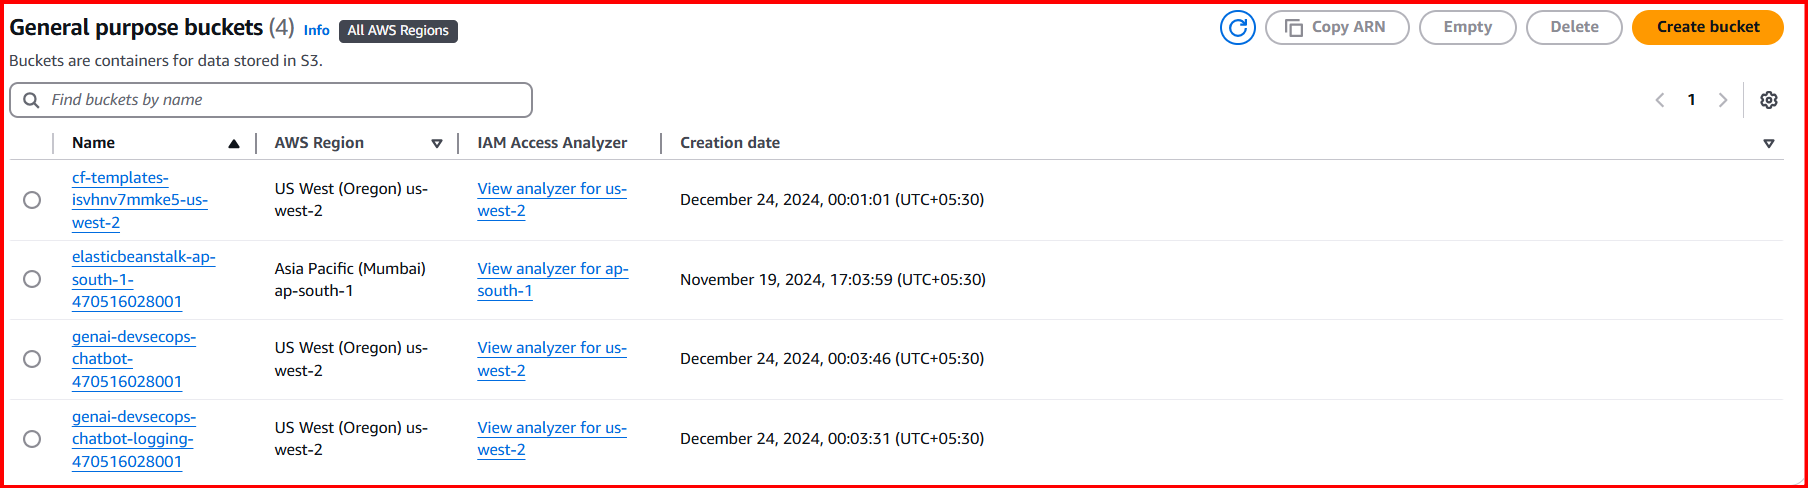 General purpose buckets (4) Info All AWS Regions
Copy ARN Empty Delete Create bucket
Buckets are containers for data stored in S3.
Find buckets by name
1
Name AWS Region IAM Access Analyzer Creation date
cf-templates-
isvhnv7mmke5-us-
west-2
US West (Oregon) us-
west-2
View analyzer for us-
west-2
December 24, 2024, 00:01:01 (UTC+05:30)
elasticbeanstalk-ap-
south-1-
470516028001
Asia Pacific (Mumbai)
ap-south-1
View analyzer for ap-
south-1
November 19, 2024, 17:03:59 (UTC+05:30)
genai-devsecops-
chatbot-
470516028001
US West (Oregon) us-
west-2
View analyzer for us-
west-2
December 24, 2024, 00:03:46 (UTC+05:30)
genai-devsecops-
chatbot-logging-
470516028001
US West (Oregon) us-
west-2
View analyzer for us-
west-2
December 24, 2024, 00:03:31 (UTC+05:30)